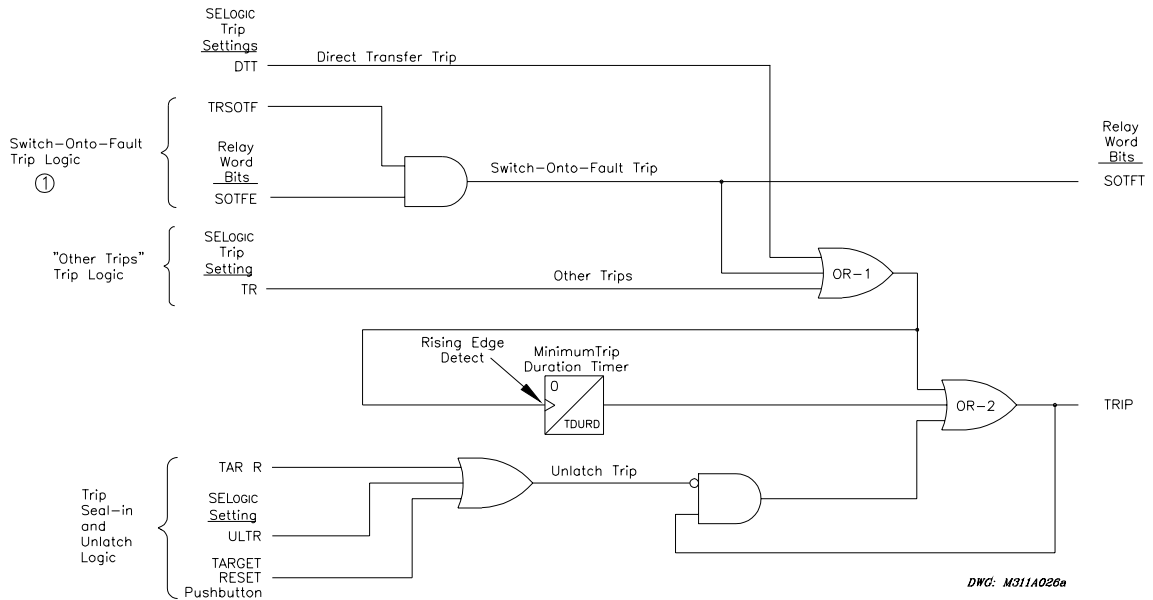 SELOGIC
Trip
Settings
DTT
Direct Transfer Trip
TRSOTF
Switch-Onto-Fault
Trip Logic
1
Relay
Word
Bits
SOTFE
Switch-Onto-Fault Trip
Relay
Word
Bits
SOTFT
"Other Trips"
Trip Logic
SELOGIC
Trip
Setting
TR
Other Trips
OR-1
Rising Edge
Detect
MinimumTrip
Duration Timer
0
TDURD
OR-2
TRIP
Trip
Seal-in
and
Unlatch
Logic
TAR R
SELOGIC
Setting
ULTR
TARGET
RESET
Pushbutton
Unlatch Trip
DWG: M311A026a